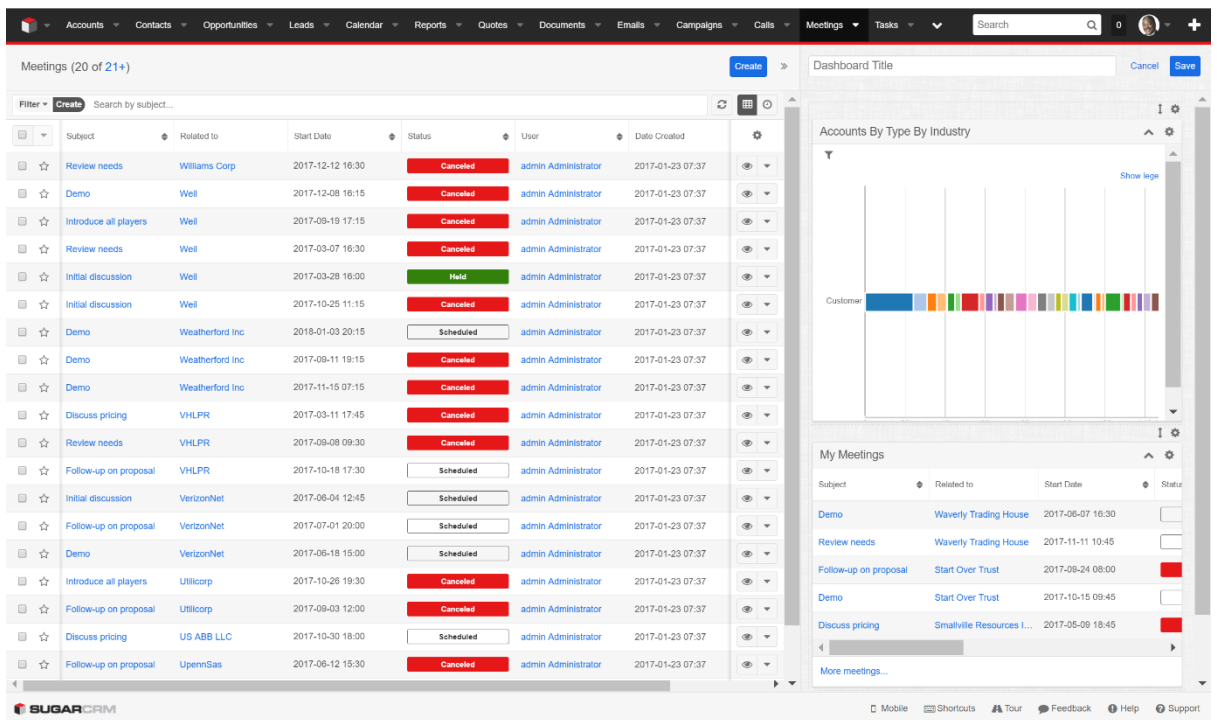 Accounts Contacts Opportunities Leads Calendar Reports Quotes Documents Emails Campaigns Calls Meetings Tasks Search 0
Meetings (20 of 21+) Create
Dashboard Title Cancel Save
Filter Create Search by subject...
Subject Related to Start Date Status User Date Created
Review needs Williams Corp 2017-12-12 16:30 Canceled admin Administrator 2017-01-23 07:37
Demo Weil 2017-12-08 16:15 Canceled admin Administrator 2017-01-23 07:37
Introduce all players Weil 2017-09-19 17:15 Canceled admin Administrator 2017-01-23 07:37
Review needs Weil 2017-03-07 16:30 Canceled admin Administrator 2017-01-23 07:37
Initial discussion Weil 2017-03-28 16:00 Held admin Administrator 2017-01-23 07:37
Initial discussion Weil 2017-10-25 11:15 Canceled admin Administrator 2017-01-23 07:37
Demo Weatherford Inc 2018-01-03 20:15 Scheduled admin Administrator 2017-01-23 07:37
Demo Weatherford Inc 2017-09-11 19:15 Canceled admin Administrator 2017-01-23 07:37
Demo Weatherford Inc 2017-11-15 07:15 Canceled admin Administrator 2017-01-23 07:37
Discuss pricing VHLPR 2017-03-11 17:45 Canceled admin Administrator 2017-01-23 07:37
Review needs VHLPR 2017-09-08 09:30 Canceled admin Administrator 2017-01-23 07:37
Follow-up on proposal VHLPR 2017-10-18 17:30 Scheduled admin Administrator 2017-01-23 07:37
Initial discussion VerizonNet 2017-06-04 12:45 Scheduled admin Administrator 2017-01-23 07:37
Follow-up on proposal VerizonNet 2017-07-01 20:00 Scheduled admin Administrator 2017-01-23 07:37
Demo VerizonNet 2017-06-18 15:00 Scheduled admin Administrator 2017-01-23 07:37
Introduce all players Utilicorp 2017-10-26 19:30 Canceled admin Administrator 2017-01-23 07:37
Follow-up on proposal Utilicorp 2017-09-03 12:00 Canceled admin Administrator 2017-01-23 07:37
Discuss pricing US ABB LLC 2017-10-30 18:00 Scheduled admin Administrator 2017-01-23 07:37
Follow-up on proposal UpennSas 2017-06-12 15:30 Canceled admin Administrator 2017-01-23 07:37
Accounts By Type By Industry
Show lege
Customer
My Meetings
Subject Related to Start Date Status
Demo Waverly Trading House 2017-06-07 16:30
Review needs Waverly Trading House 2017-11-11 10:45
Follow-up on proposal Start Over Trust 2017-09-24 08:00
Demo Start Over Trust 2017-10-15 09:45
Discuss pricing Smallville Resources I... 2017-05-09 18:45
More meetings...
SUGARCRM Mobile Shortcuts Tour Feedback Help Support